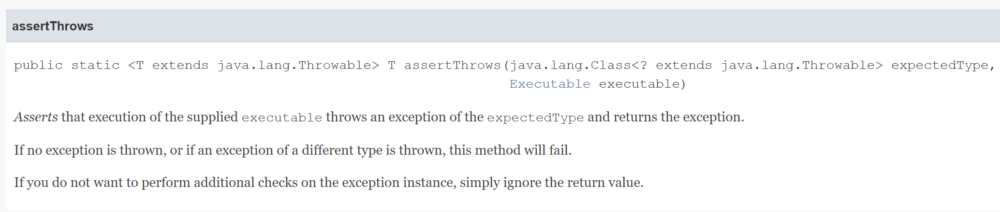 assertThrows
public static <T extends java.lang.Throwable> T assertThrows(java.lang.Class<? extends java.lang.Throwable> expectedType,
Executable executable)
Asserts that execution of the supplied executable throws an exception of the expectedType and returns the exception.
If no exception is thrown, or if an exception of a different type is thrown, this method will fail.
If you do not want to perform additional checks on the exception instance, simply ignore the return value.